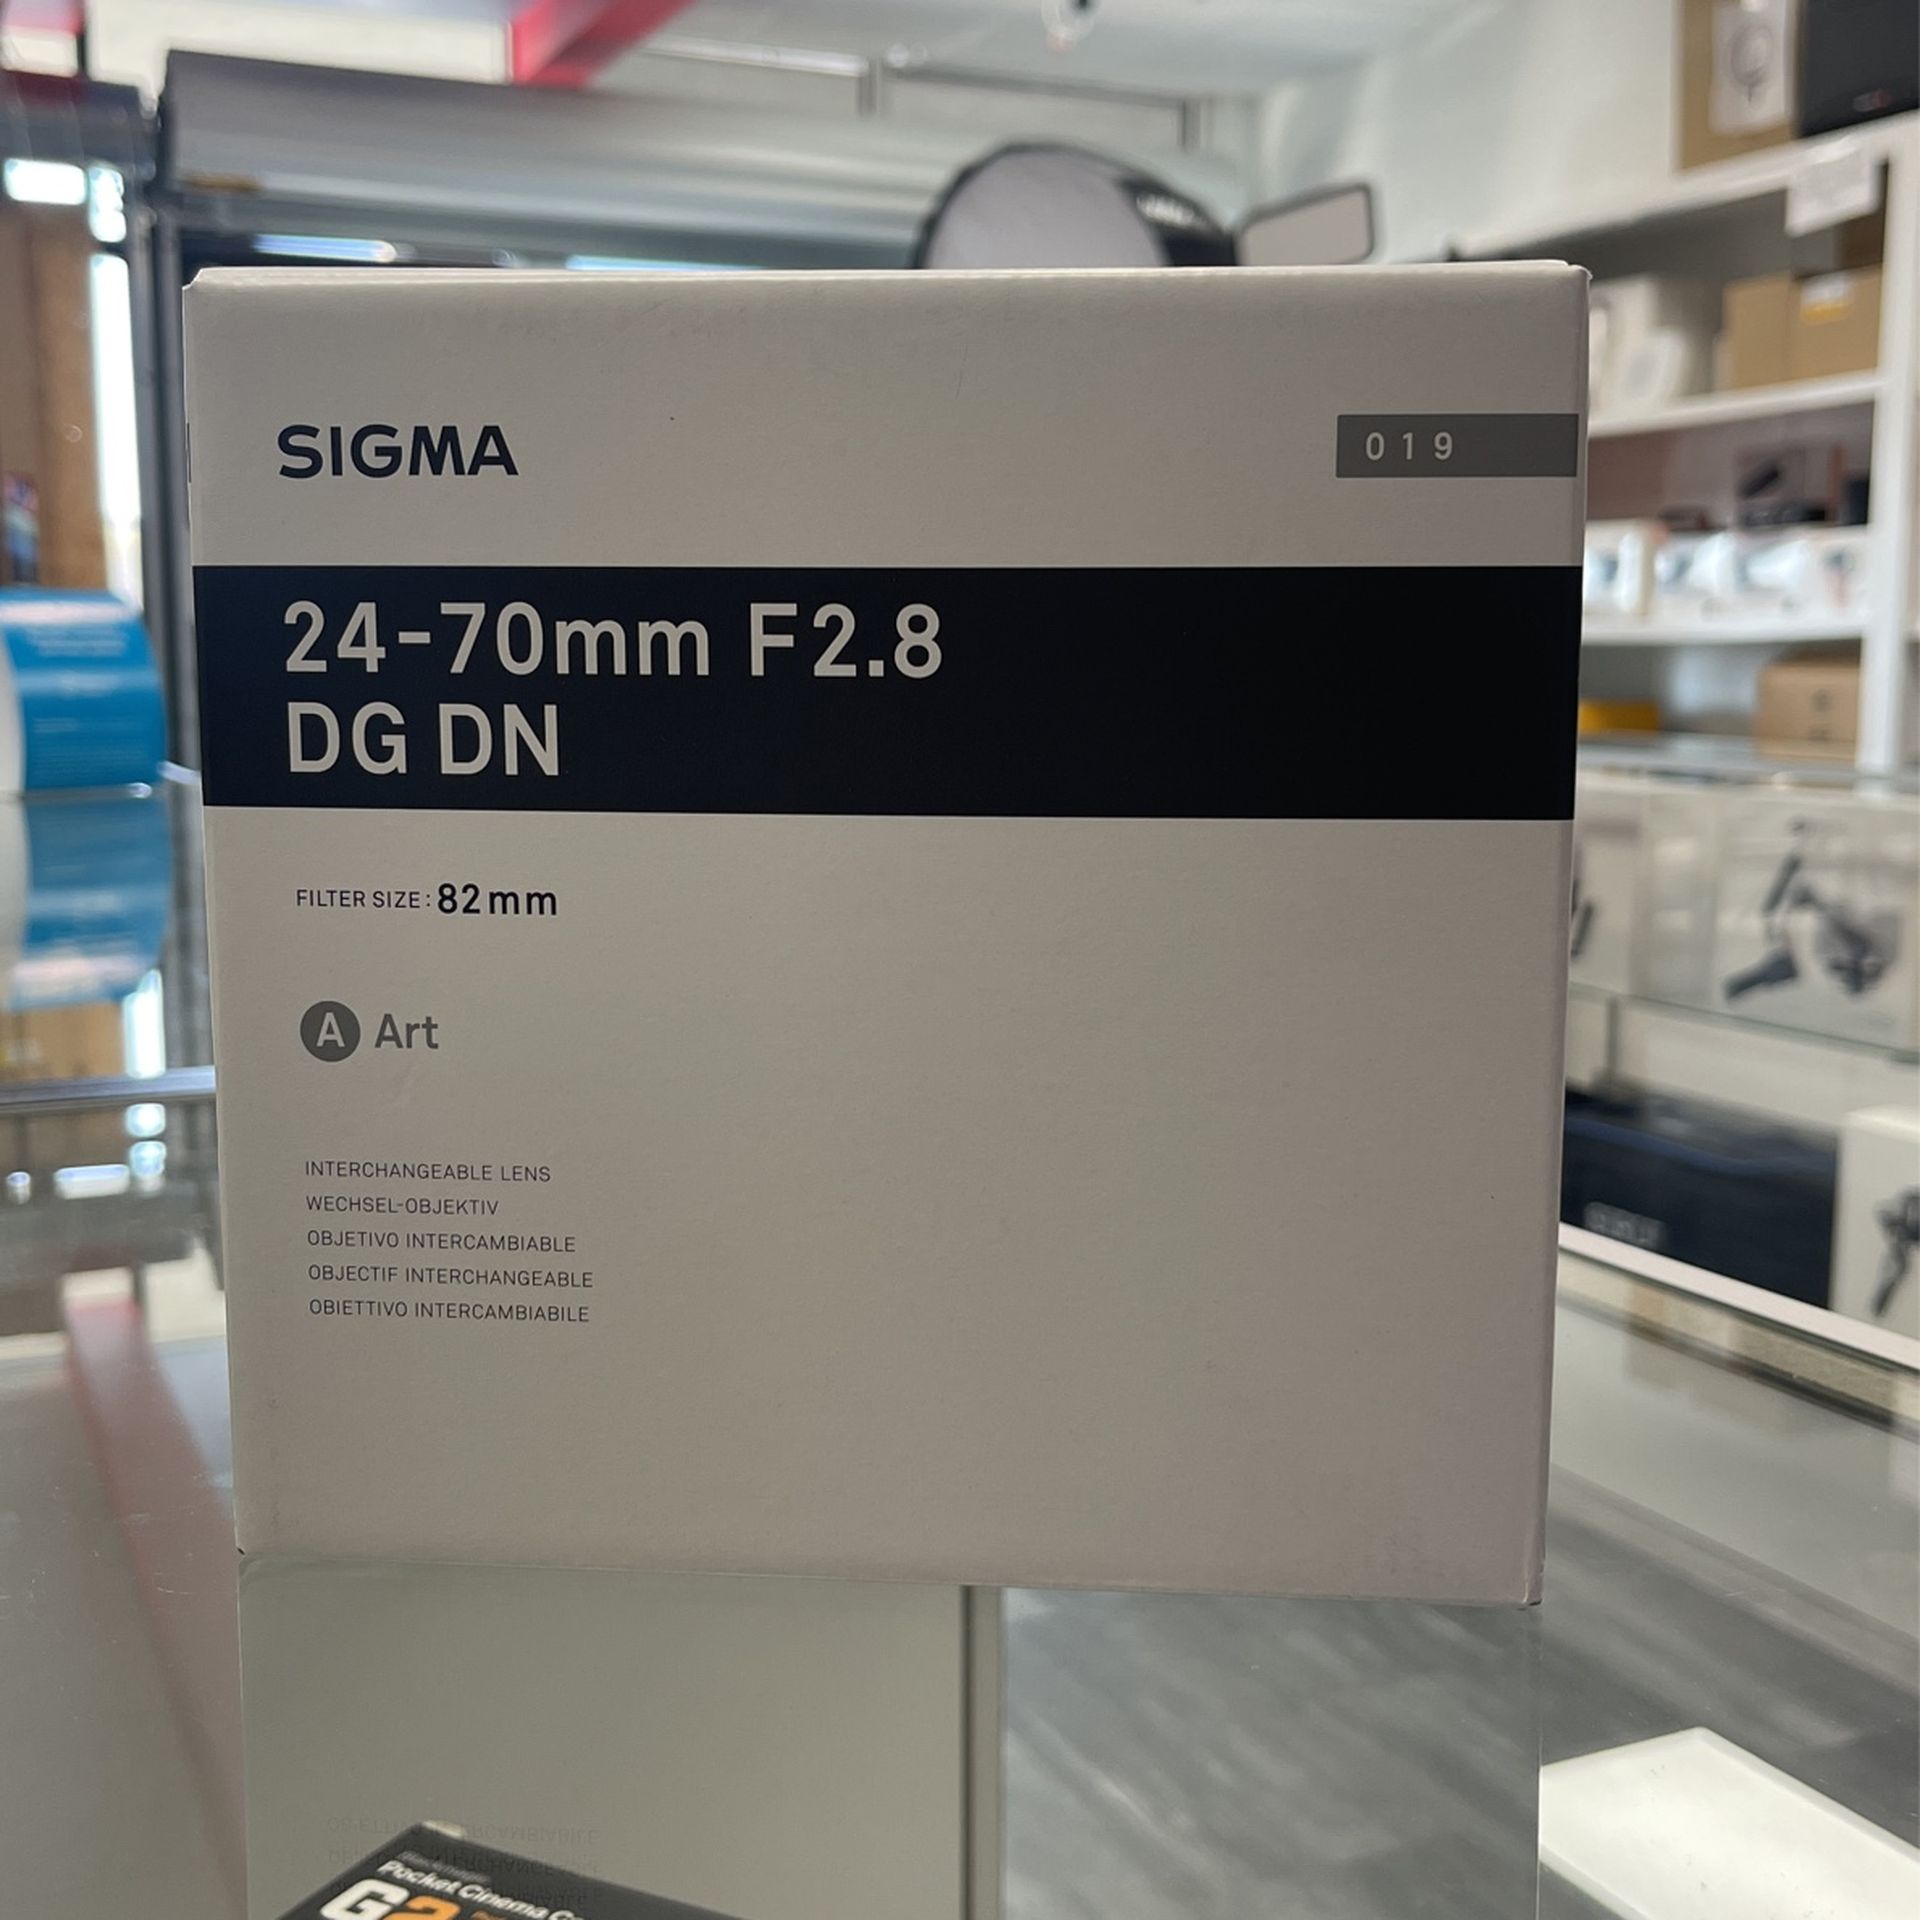 SIGMA
019
24-70mm F2.8
DG DN
FILTER SIZE: 82mm
A Art
INTERCHANGEABLE LENS
WECHSEL-OBJEKTIV
OBJETIVO INTERCAMBIABLE
OBJECTIF INTERCHANGEABLE
OBIETTIVO INTERCAMBIABILE
Pocket Cinema
G2